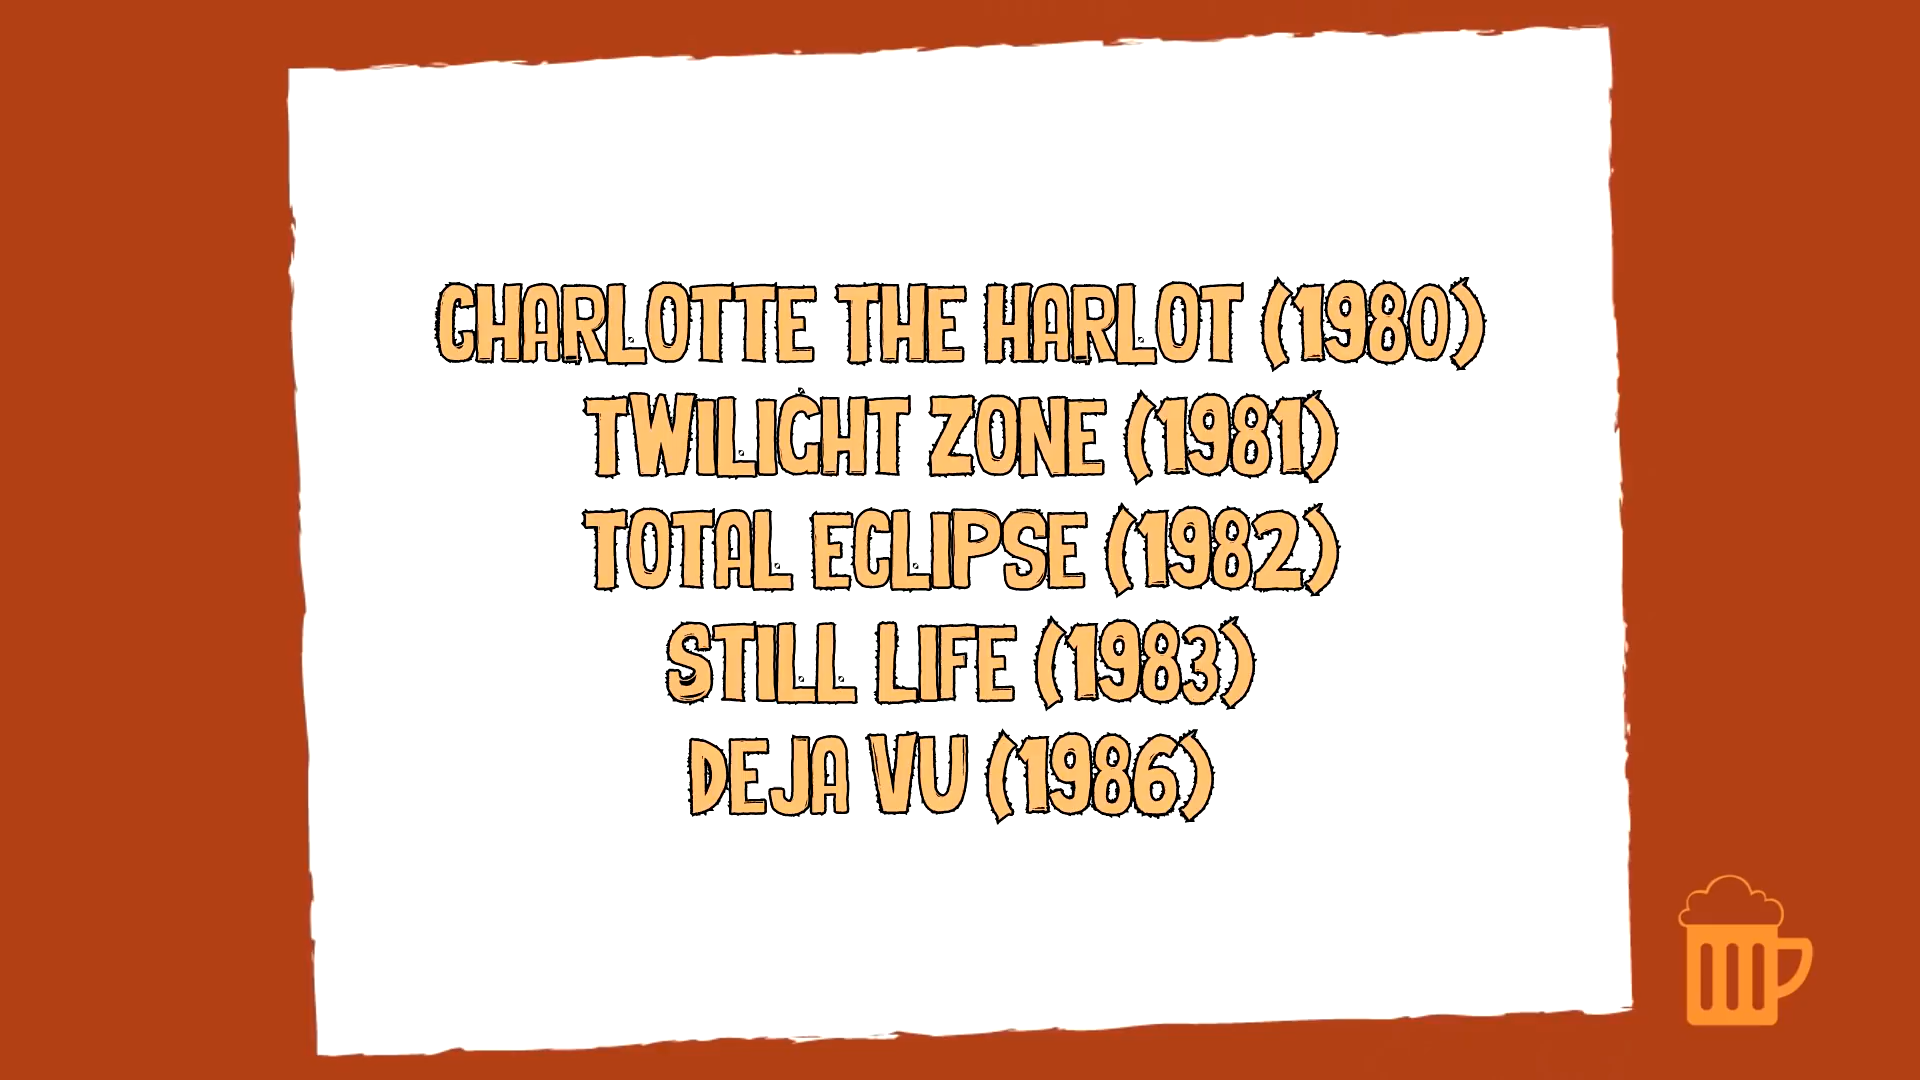 CHARLOTTE THE HARLOT (1980)
TWILIGHT ZONE (1981)
TOTAL ECLIPSE (1982)
STILL LIFE (1983)
DEJA VU (1986)